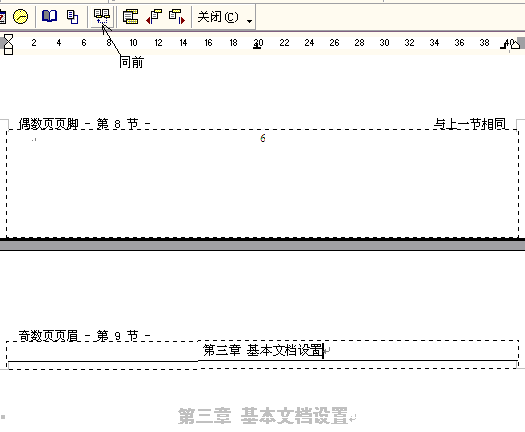 关闭(C)
2 4 6 8 10 12 14 16 18 20 22 24 26 28 30 32 34 36 38 40
同前
偶数页页脚 - 第 8 节 - 与上一节相同
6
奇数页页眉 - 第 9 节 -
第三章 基本文档设置
第三章 基本文档设置